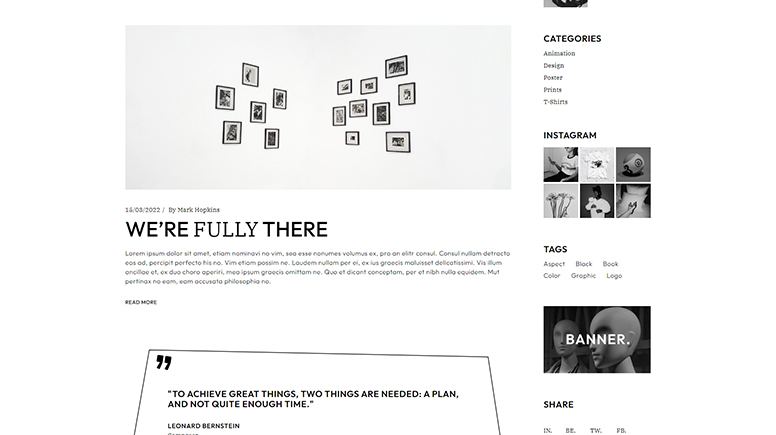 15/03/2022 / By Mark Hopkins
WE'RE FULLY THERE
Lorem ipsum dolor sit amet, etiam nominavi no vim, sea esse nonumes volumus ex, pro an elitr consul. Consul nullam detracto
eos ad, percipit perfecto his no. Vim etiam possim ne. Laudem nullam per ei, ex ius graecis maluisset delicatissimi. Vis illum
ancillae et, ex duo choro aperiri, mea ipsum graecis omittam ne. Quo et dicant conceptam, per et nibh nulla equidem. Mut
pertinax no eam, eam accusata philosophia no.
READ MORE
"TO ACHIEVE GREAT THINGS, TWO THINGS ARE NEEDED: A PLAN,
AND NOT QUITE ENOUGH TIME."
LEONARD BERNSTEIN
CATEGORIES
Animation
Design
Poster
Prints
T-Shirts
INSTAGRAM
TAGS
Aspect Black Book
Color Graphic Logo
BANNER.
SHARE
IN. BE. TW. FB.